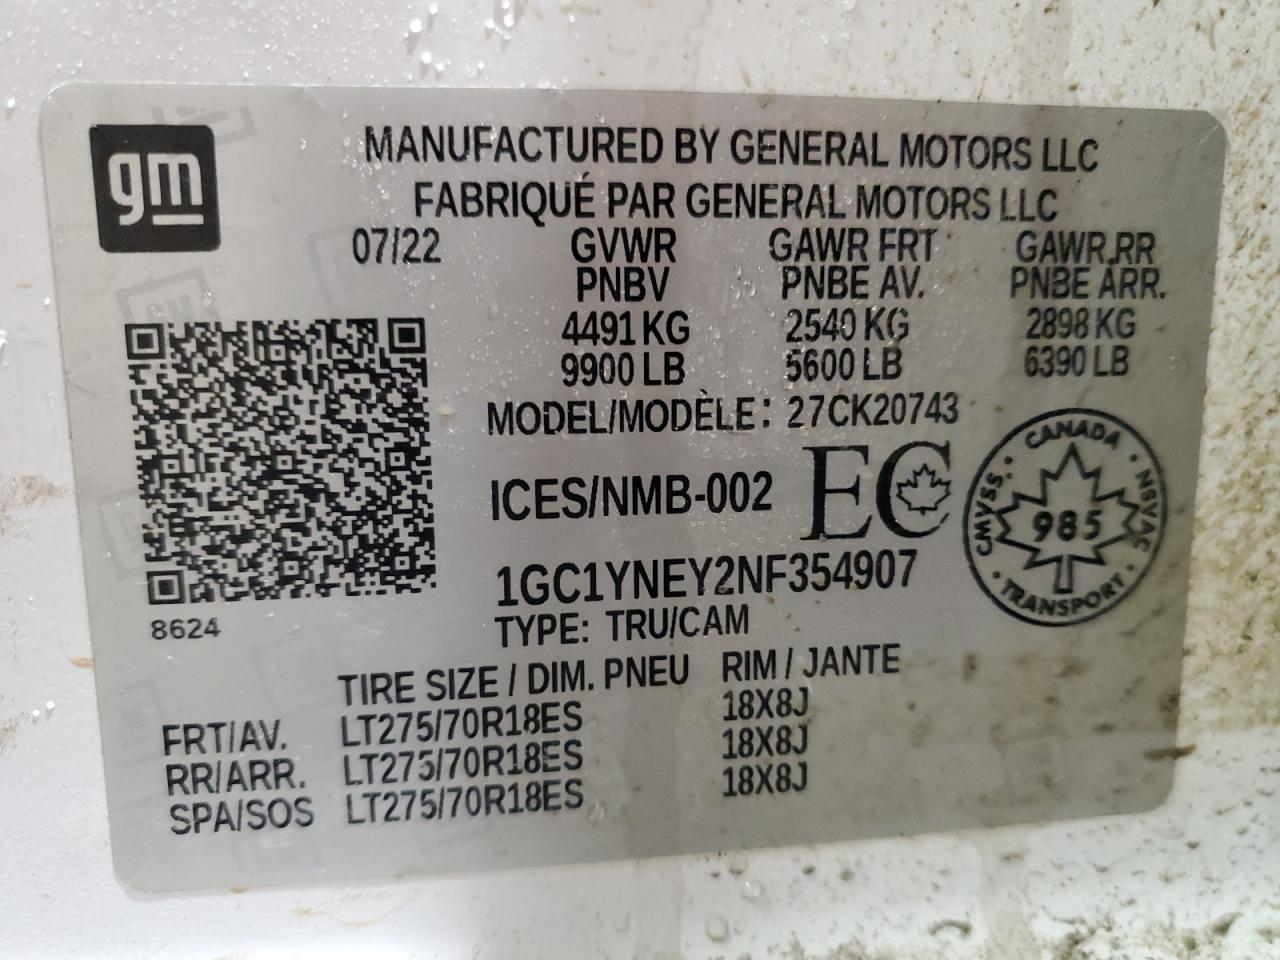 gm
MANUFACTURED BY GENERAL MOTORS LLC
FABRIQUÉ PAR GENERAL MOTORS LLC
07/22 GVWR GAWR FRT GAWR RR
PNBV PNBE AV. PNBE ARR.
4491 KG 2540 KG 2898 KG
9900 LB 5600 LB 6390 LB
MODEL/MODÈLE: 27CK20743
ICES/NMB-002 EC
CANADA
CMVSS 985 NSVAC
TRANSPORT
1GC1YNEY2NF354907
8624 TYPE: TRU/CAM
TIRE SIZE / DIM. PNEU RIM / JANTE
FRT/AV. LT275/70R18ES 18X8J
RR/ARR. LT275/70R18ES 18X8J
SPA/SOS LT275/70R18ES 18X8J